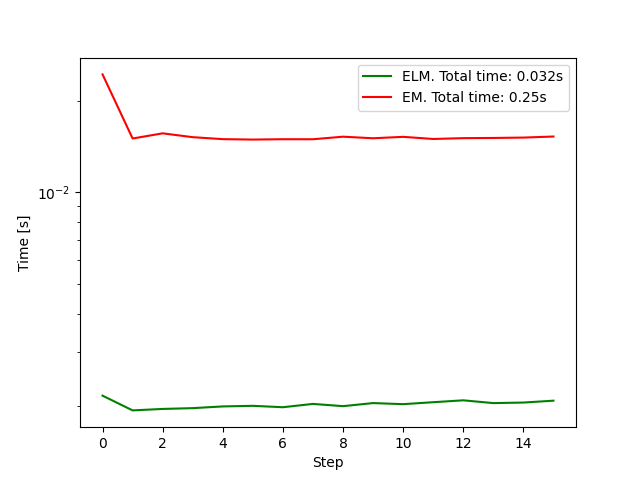 ELM. Total time: 0.032s
EM. Total time: 0.25s
10⁻²
Time [s]
0 2 4 6 8 10 12 14
Step